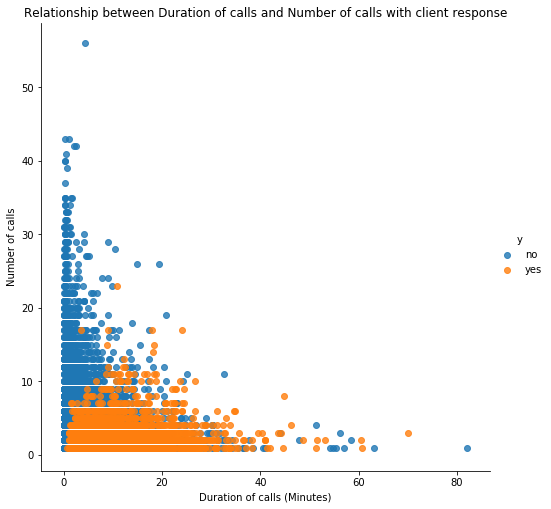 Relationship between Duration of calls and Number of calls with client response
50
40
30
20
10
0
Number of calls
0 20 40 60 80
Duration of calls (Minutes)
y
no
yes